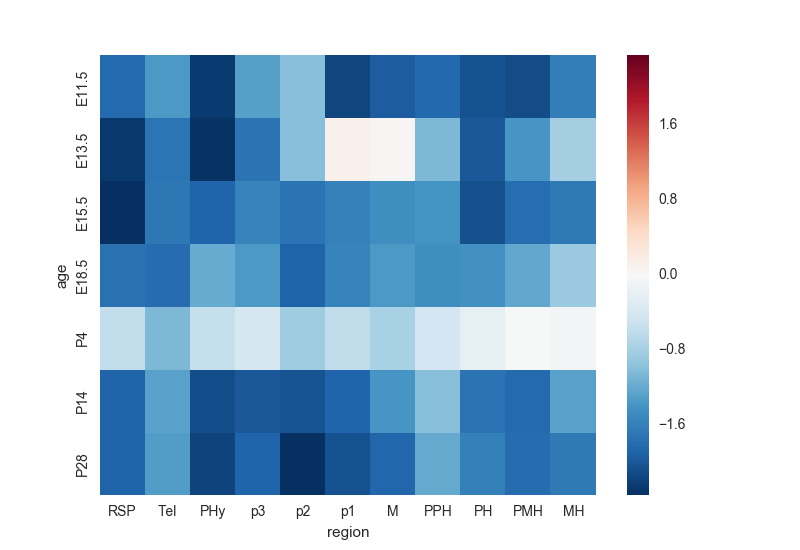 E11.5
E13.5
E15.5
E18.5
P4
P14
P28
age
RSP Tel PHy p3 p2 p1 M PPH PH PMH MH
region
1.6
0.8
0.0
−0.8
−1.6